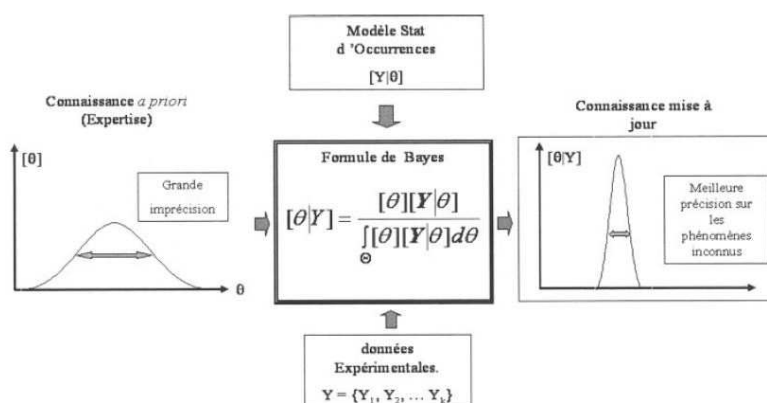 Modèle Stat
d 'Occurrences
[Y|θ]
Connaissance a priori
(Expertise)
[θ]
Grande
imprécision
θ
Formule de Bayes
[θ|Y] = [θ][Y|θ] / ∫[θ][Y|θ]dθ
Θ
Connaissance mise à
jour
[θ|Y]
Meilleure
précision sur
les
phénomènes
inconnus
données
Expérimentales.
Y = {Y₁, Y₂, ... Yₖ}